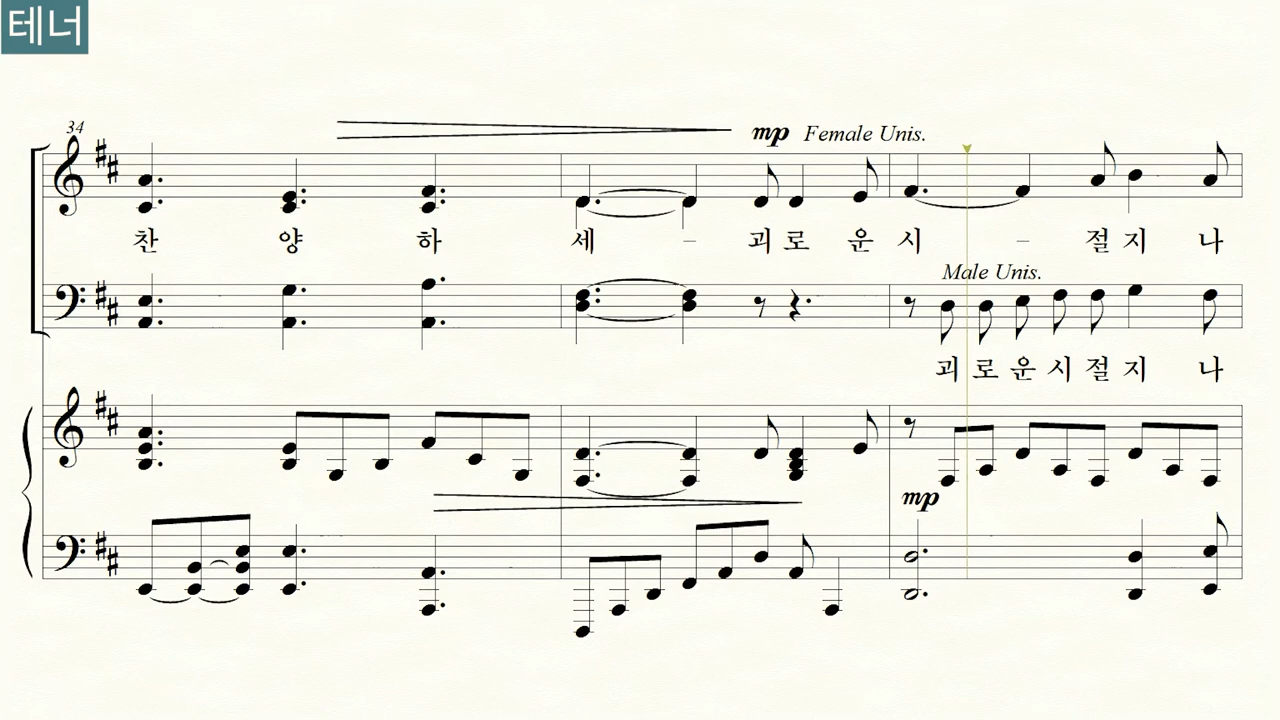 테너
34
mp Female Unis.
찬 양 하 세 – 괴 로 운 시 – 절 지 나
Male Unis.
괴 로 운 시 절 지 나
mp